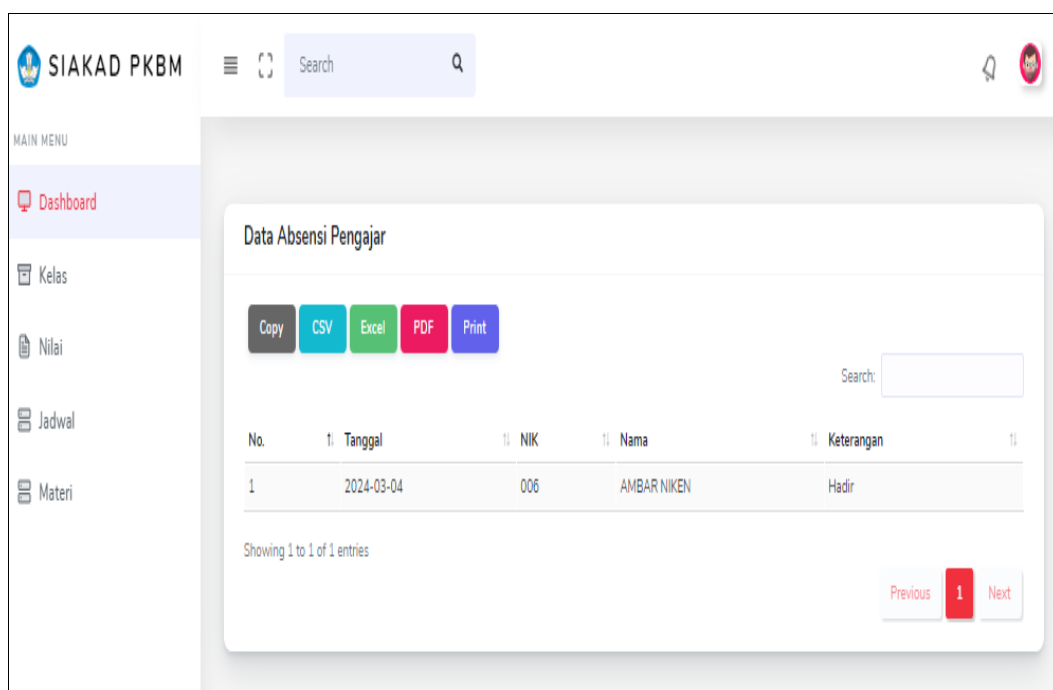 SIAKAD PKBM
Search
MAIN MENU
Dashboard
Kelas
Nilai
Jadwal
Materi
Data Absensi Pengajar
Copy CSV Excel PDF Print
Search:
No. Tanggal NIK Nama Keterangan
1 2024-03-04 006 AMBAR NIKEN Hadir
Showing 1 to 1 of 1 entries
Previous 1 Next